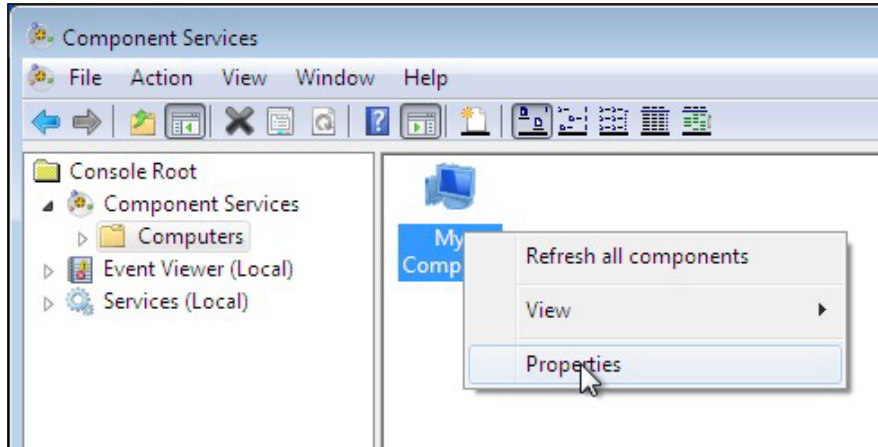 Component Services
File Action View Window Help
Console Root
Component Services
Computers
Event Viewer (Local)
Services (Local)
My
Comp
Refresh all components
View
Properties